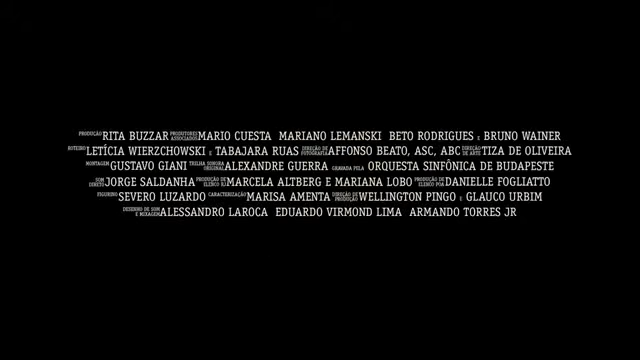 PRODUÇÃO RITA BUZZAR PRODUTORES ASSOCIADOS MARIO CUESTA MARIANO LEMANSKI BETO RODRIGUES E BRUNO WAINER
ROTEIRO LETÍCIA WIERZCHOWSKI E TABAJARA RUAS DIREÇÃO DE FOTOGRAFIA AFFONSO BEATO, ASC, ABC DIREÇÃO DE ARTE TIZA DE OLIVEIRA
MONTAGEM GUSTAVO GIANI TRILHA SONORA ORIGINAL ALEXANDRE GUERRA GRAVADA PELA ORQUESTRA SINFÔNICA DE BUDAPESTE
SOM DIRETO JORGE SALDANHA PRODUÇÃO DE ELENCO RJ MARCELA ALTBERG E MARIANA LOBO PRODUÇÃO DE ELENCO POA DANIELLE FOGLIATTO
FIGURINO SEVERO LUZARDO CARACTERIZAÇÃO MARISA AMENTA DIREÇÃO DE PRODUÇÃO WELLINGTON PINGO E GLAUCO URBIM
DESENHO DE SOM E MIXAGEM ALESSANDRO LAROCA EDUARDO VIRMOND LIMA ARMANDO TORRES JR